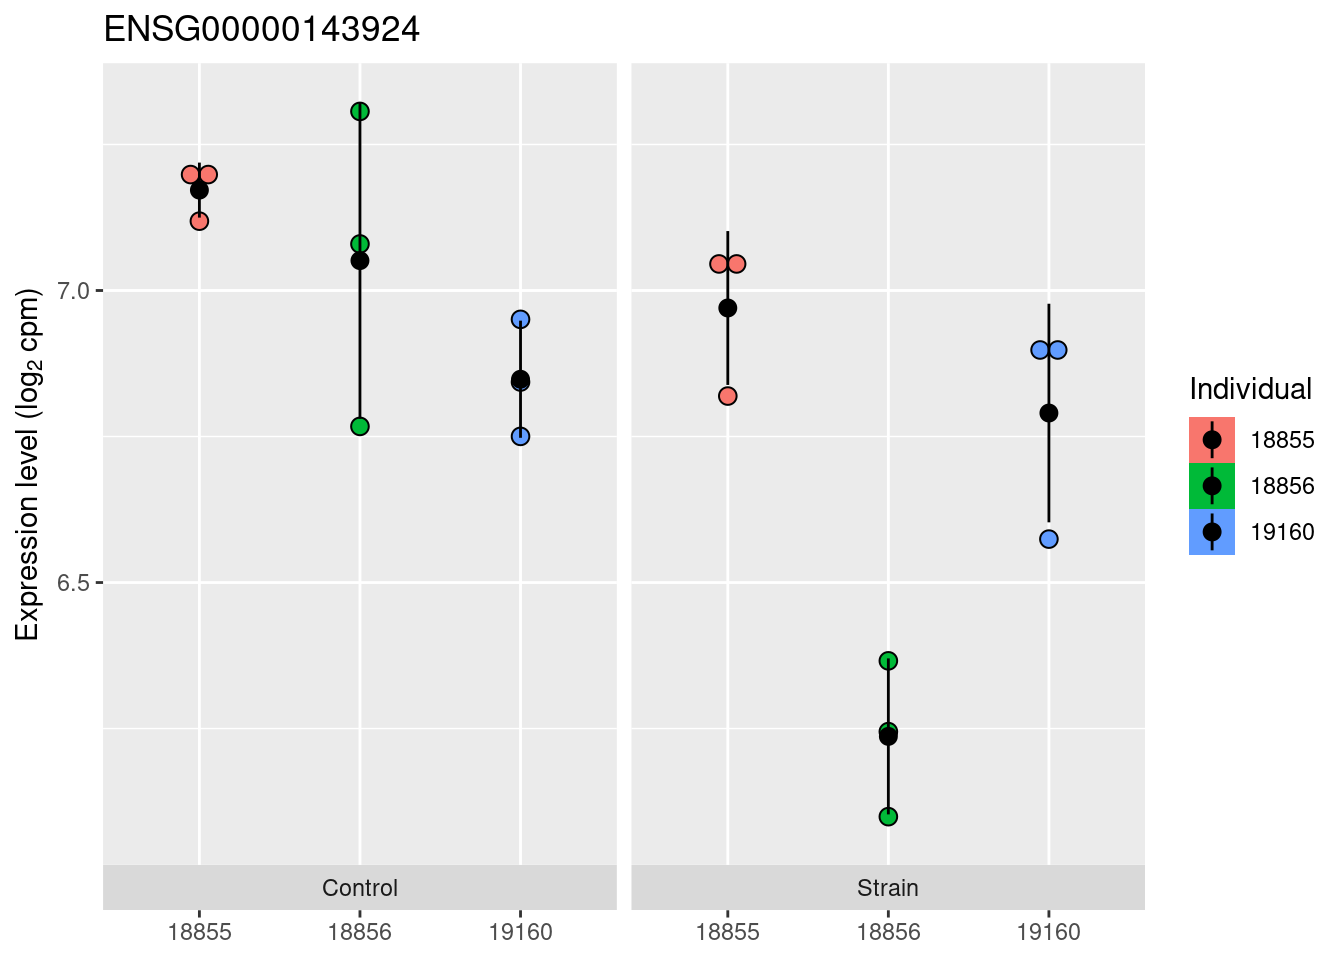 ENSG00000143924
Expression level (log₂ cpm)
7.0
6.5
Control
Strain
18855
18856
19160
18855
18856
19160
Individual
18855
18856
19160